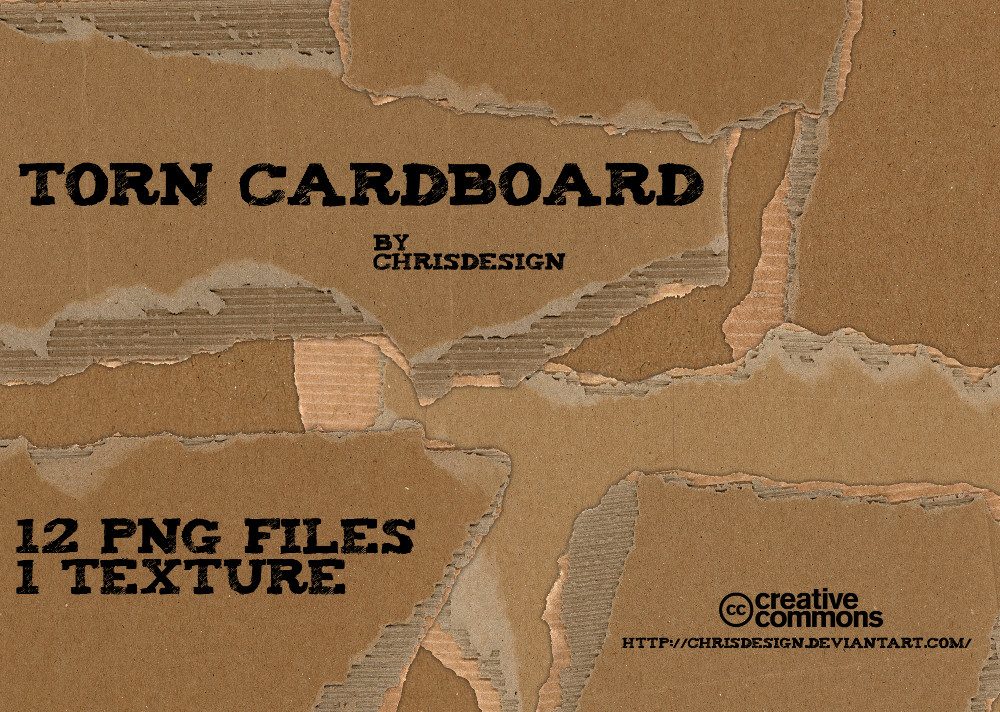 TORN CARDBOARD
BY
CHRISDESIGN
12 PNG FILES
1 TEXTURE
cc creative
commons
HTTP://CHRISDESIGN.DEVIANTART.COM/